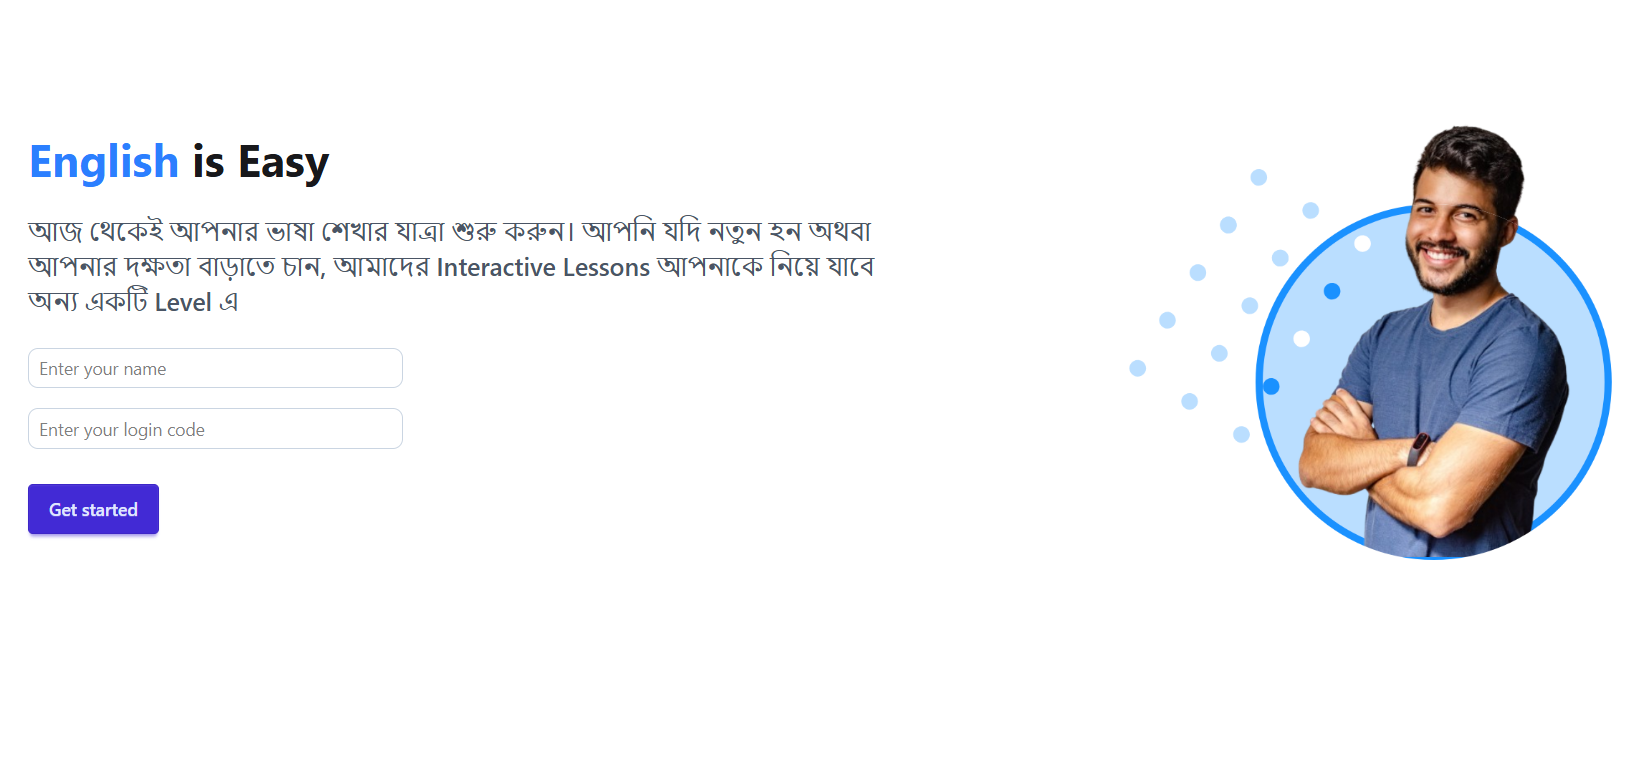 English is Easy
আজ থেকেই আপনার ভাষা শেখার যাত্রা শুরু করুন। আপনি যদি নতুন হন অথবা
আপনার দক্ষতা বাড়াতে চান, আমাদের Interactive Lessons আপনাকে নিয়ে যাবে
অন্য একটি Level এ
Enter your name
Enter your login code
Get started